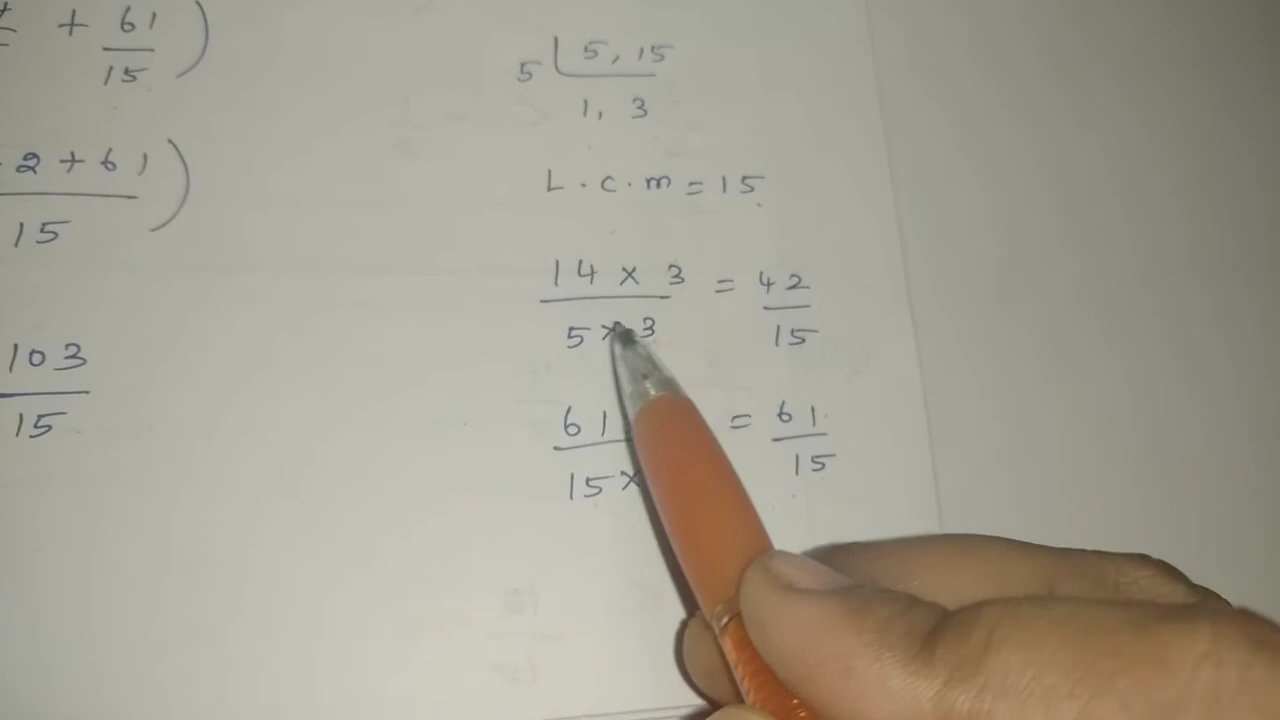 + 61/15 )
2 + 61 / 15 )
103/15
5 | 5, 15
1, 3
L.C.M = 15
14 × 3 / 5 × 3 = 42/15
61 / 15 × = 61/15